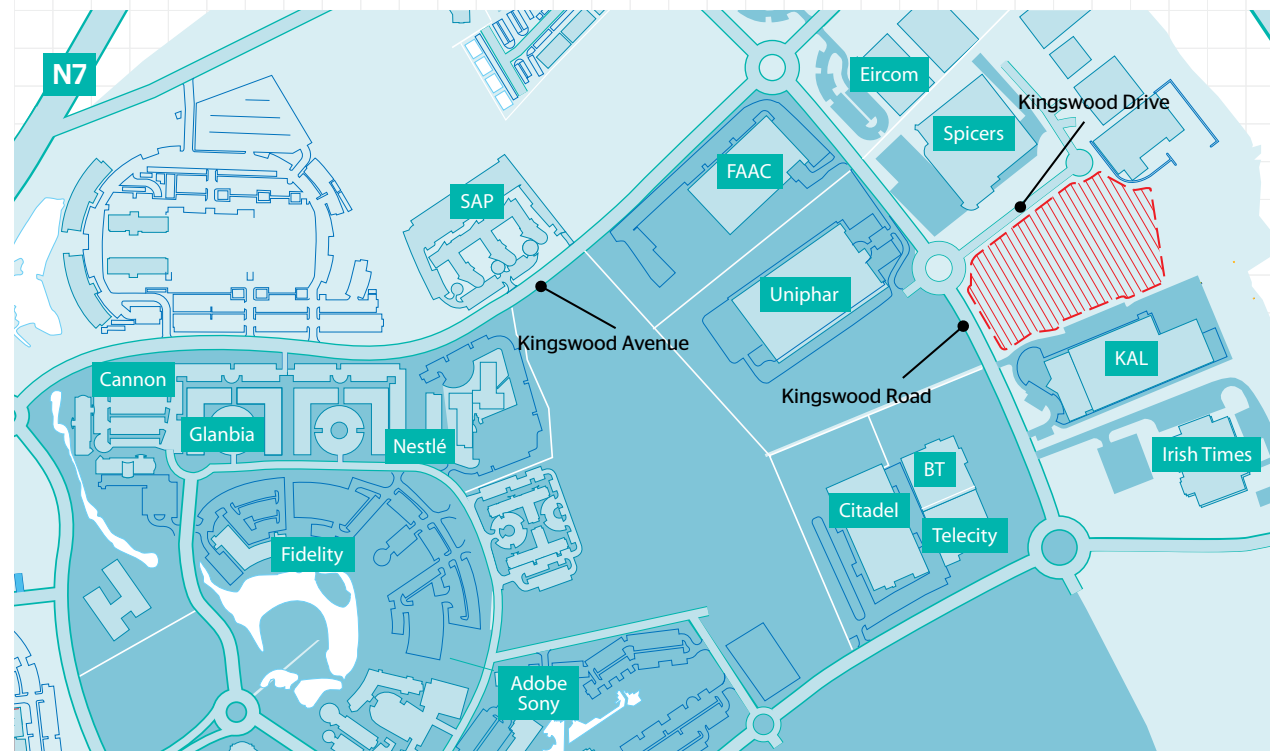 N7
Eircom
Kingswood Drive
Spicers
FAAC
SAP
Uniphar
Kingswood Avenue
KAL
Cannon
Kingswood Road
Glanbia
Nestlé
Irish Times
BT
Citadel
Telecity
Fidelity
Adobe
Sony